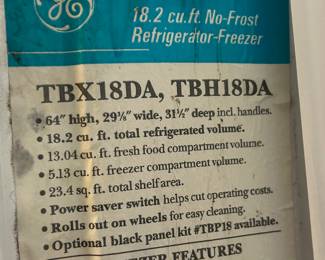 18.2 cu.ft. No-Frost
Refrigerator-Freezer
TBX18DA, TBH18DA
• 64" high, 29⅛" wide, 31½" deep incl. handles.
• 18.2 cu. ft. total refrigerated volume.
• 13.04 cu. ft. fresh food compartment volume.
• 5.13 cu. ft. freezer compartment volume.
• 23.4 sq. ft. total shelf area.
• Power saver switch helps cut operating costs.
• Rolls out on wheels for easy cleaning.
• Optional black panel kit #TBP18 available.
FEATURES